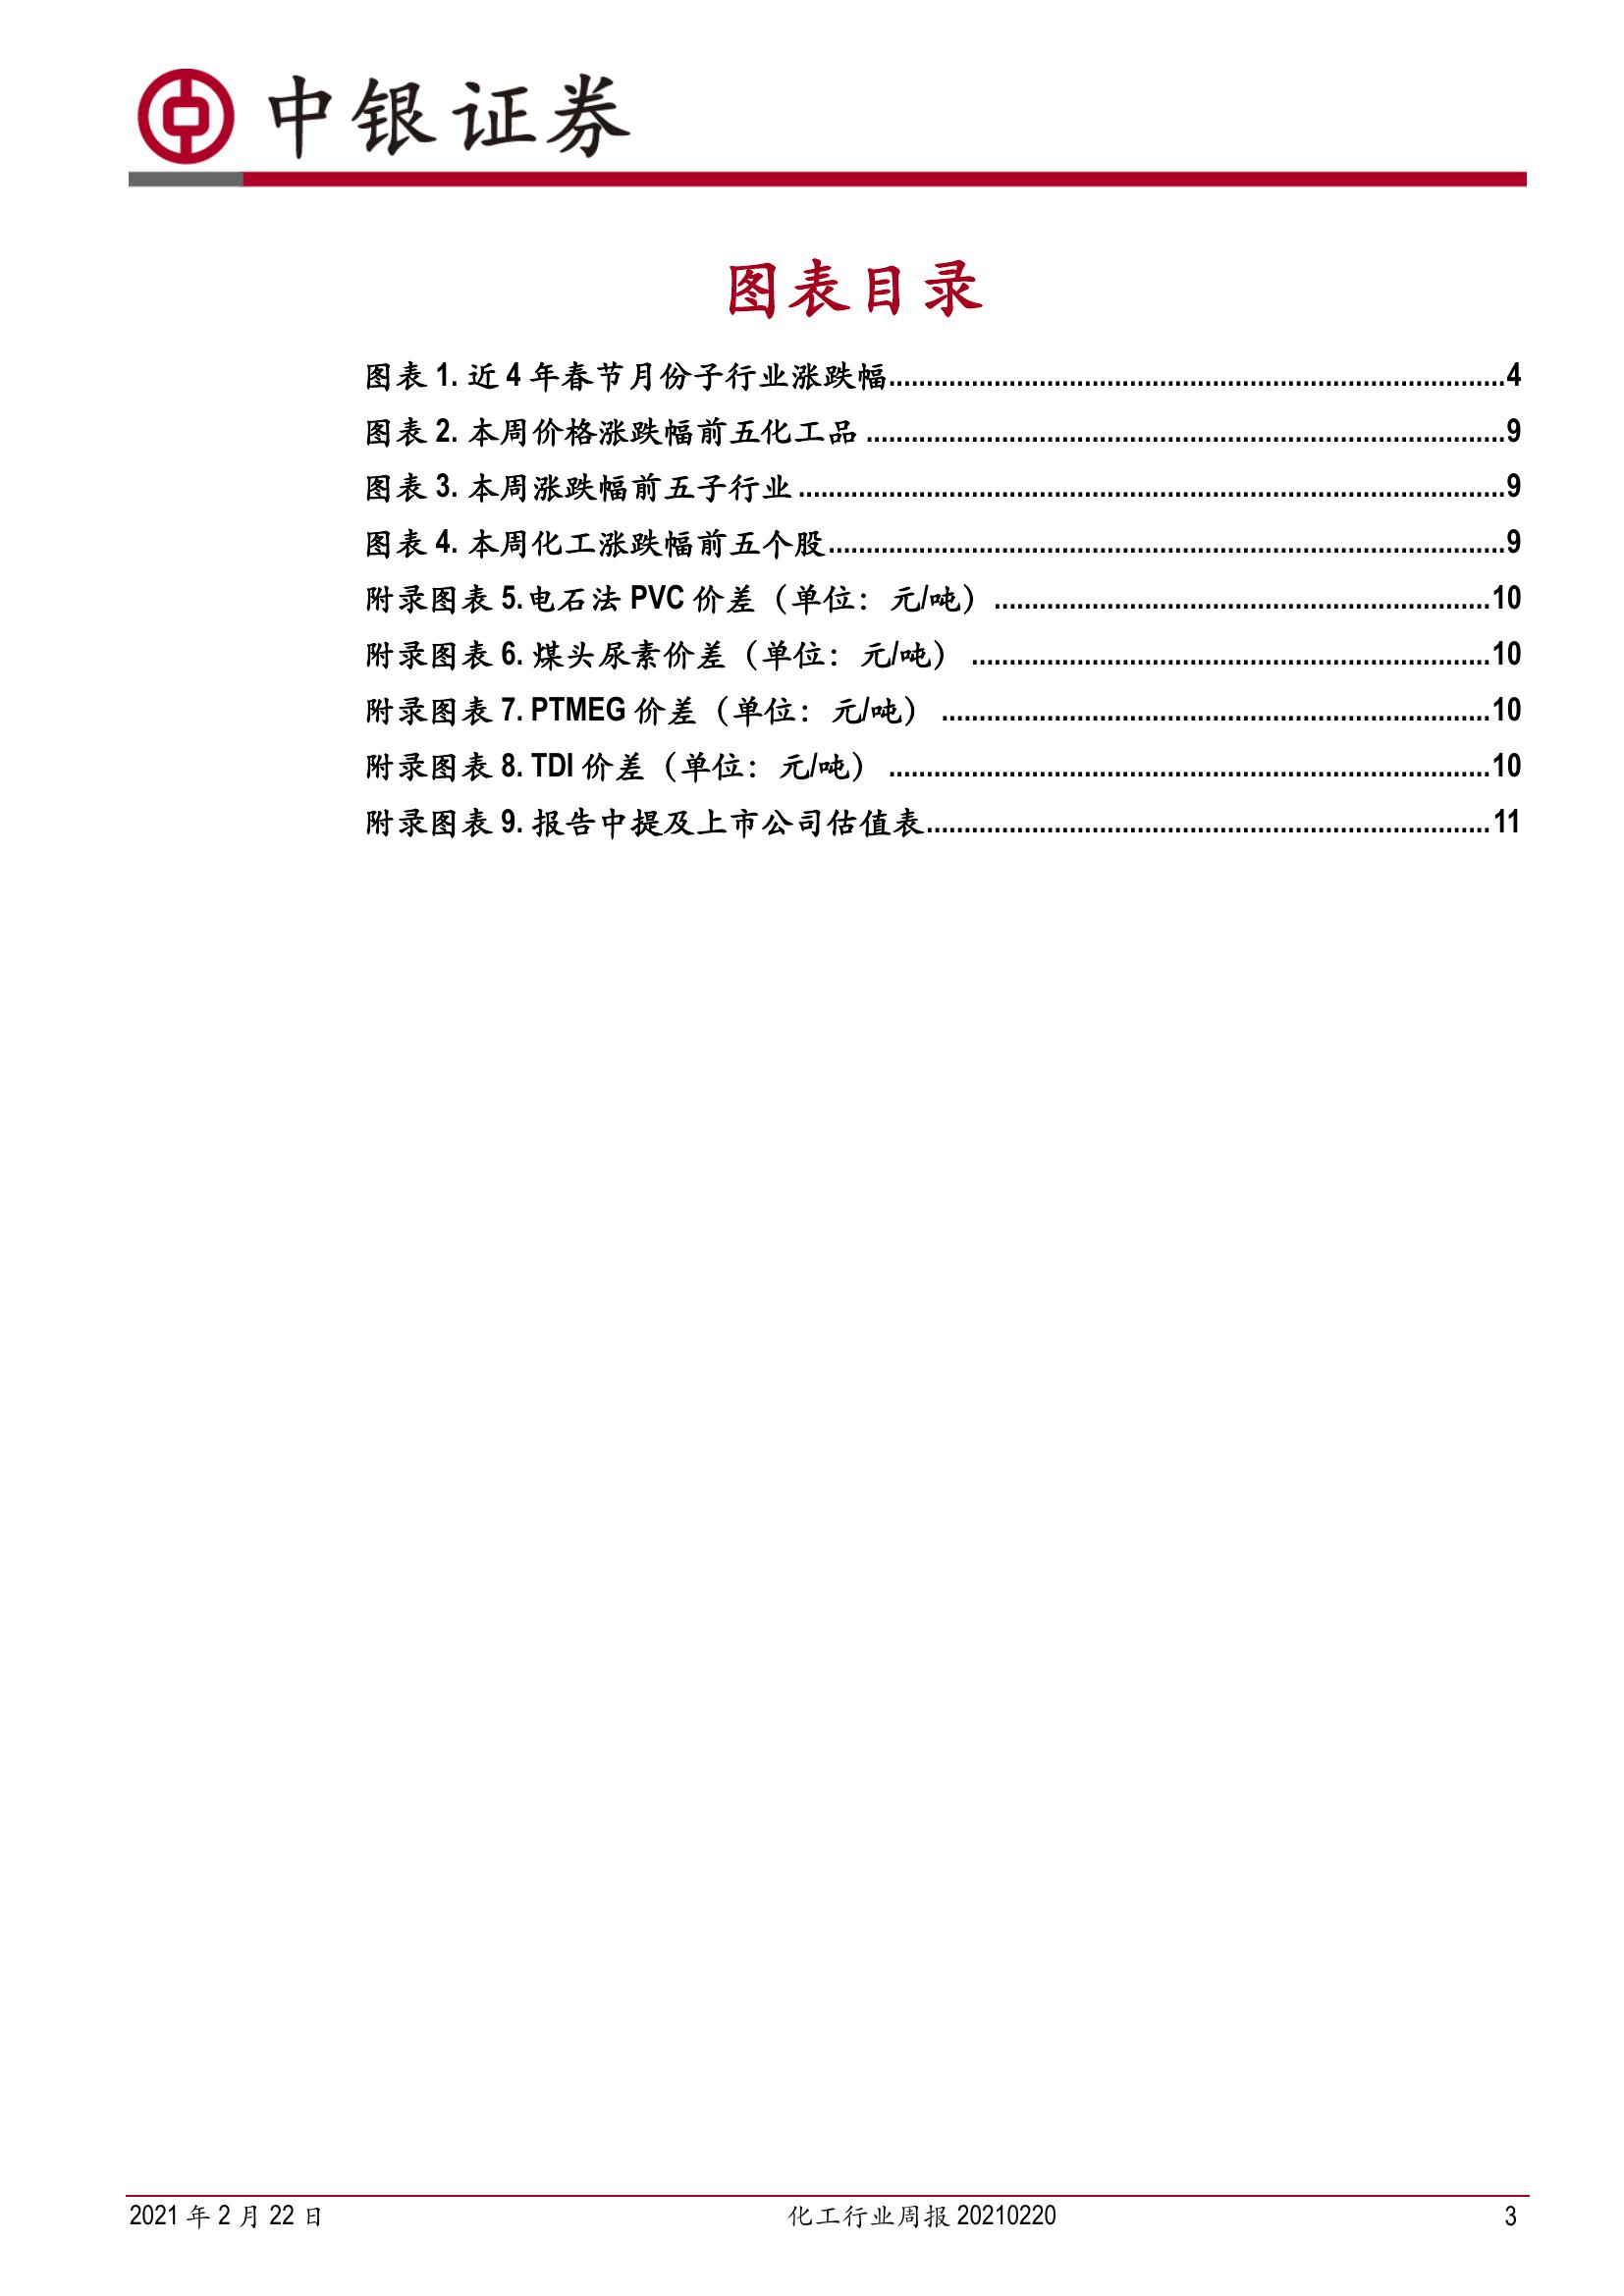 中银证券
图表目录
图表 1. 近 4 年春节月份子行业涨跌幅....................................................................................4
图表 2. 本周价格涨跌幅前五化工品 .......................................................................................9
图表 3. 本周涨跌幅前五子行业 ................................................................................................9
图表 4. 本周化工涨跌幅前五个股............................................................................................9
附录图表 5.电石法 PVC 价差（单位：元/吨） ...................................................................10
附录图表 6. 煤头尿素价差（单位：元/吨） ......................................................................10
附录图表 7. PTMEG 价差（单位：元/吨） ..........................................................................10
附录图表 8. TDI 价差（单位：元/吨） .................................................................................10
附录图表 9. 报告中提及上市公司估值表............................................................................11
2021 年 2 月 22 日
化工行业周报 20210220
3